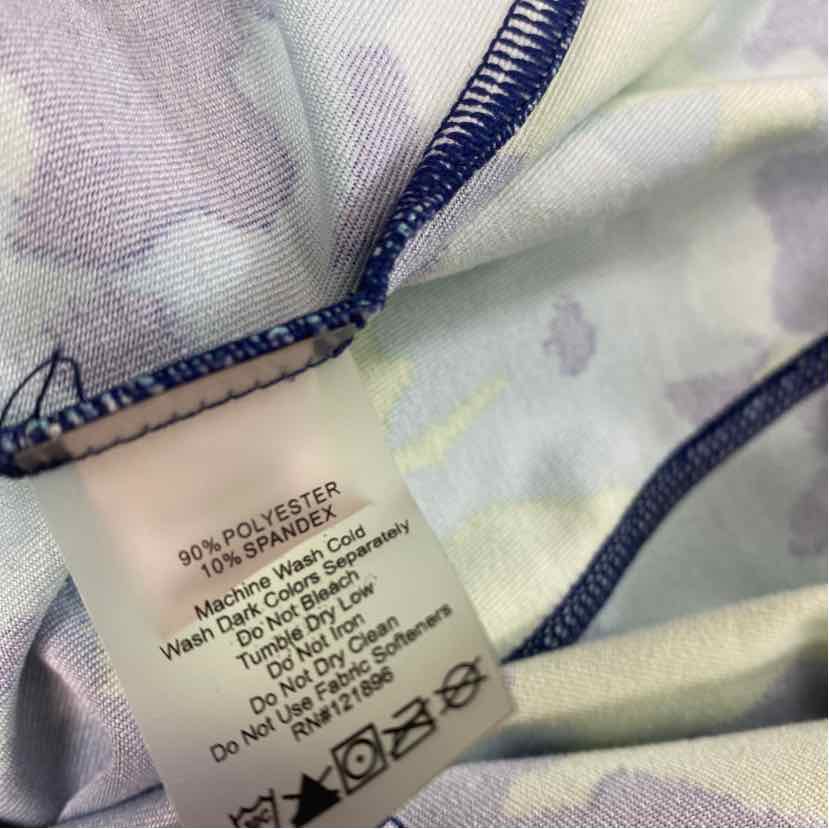 90% POLYESTER
10% SPANDEX
Machine Wash Cold
Wash Dark Colors Separately
Do Not Bleach
Tumble Dry Low
Do Not Iron
Do Not Dry Clean
Do Not Use Fabric Softeners
RN#121896